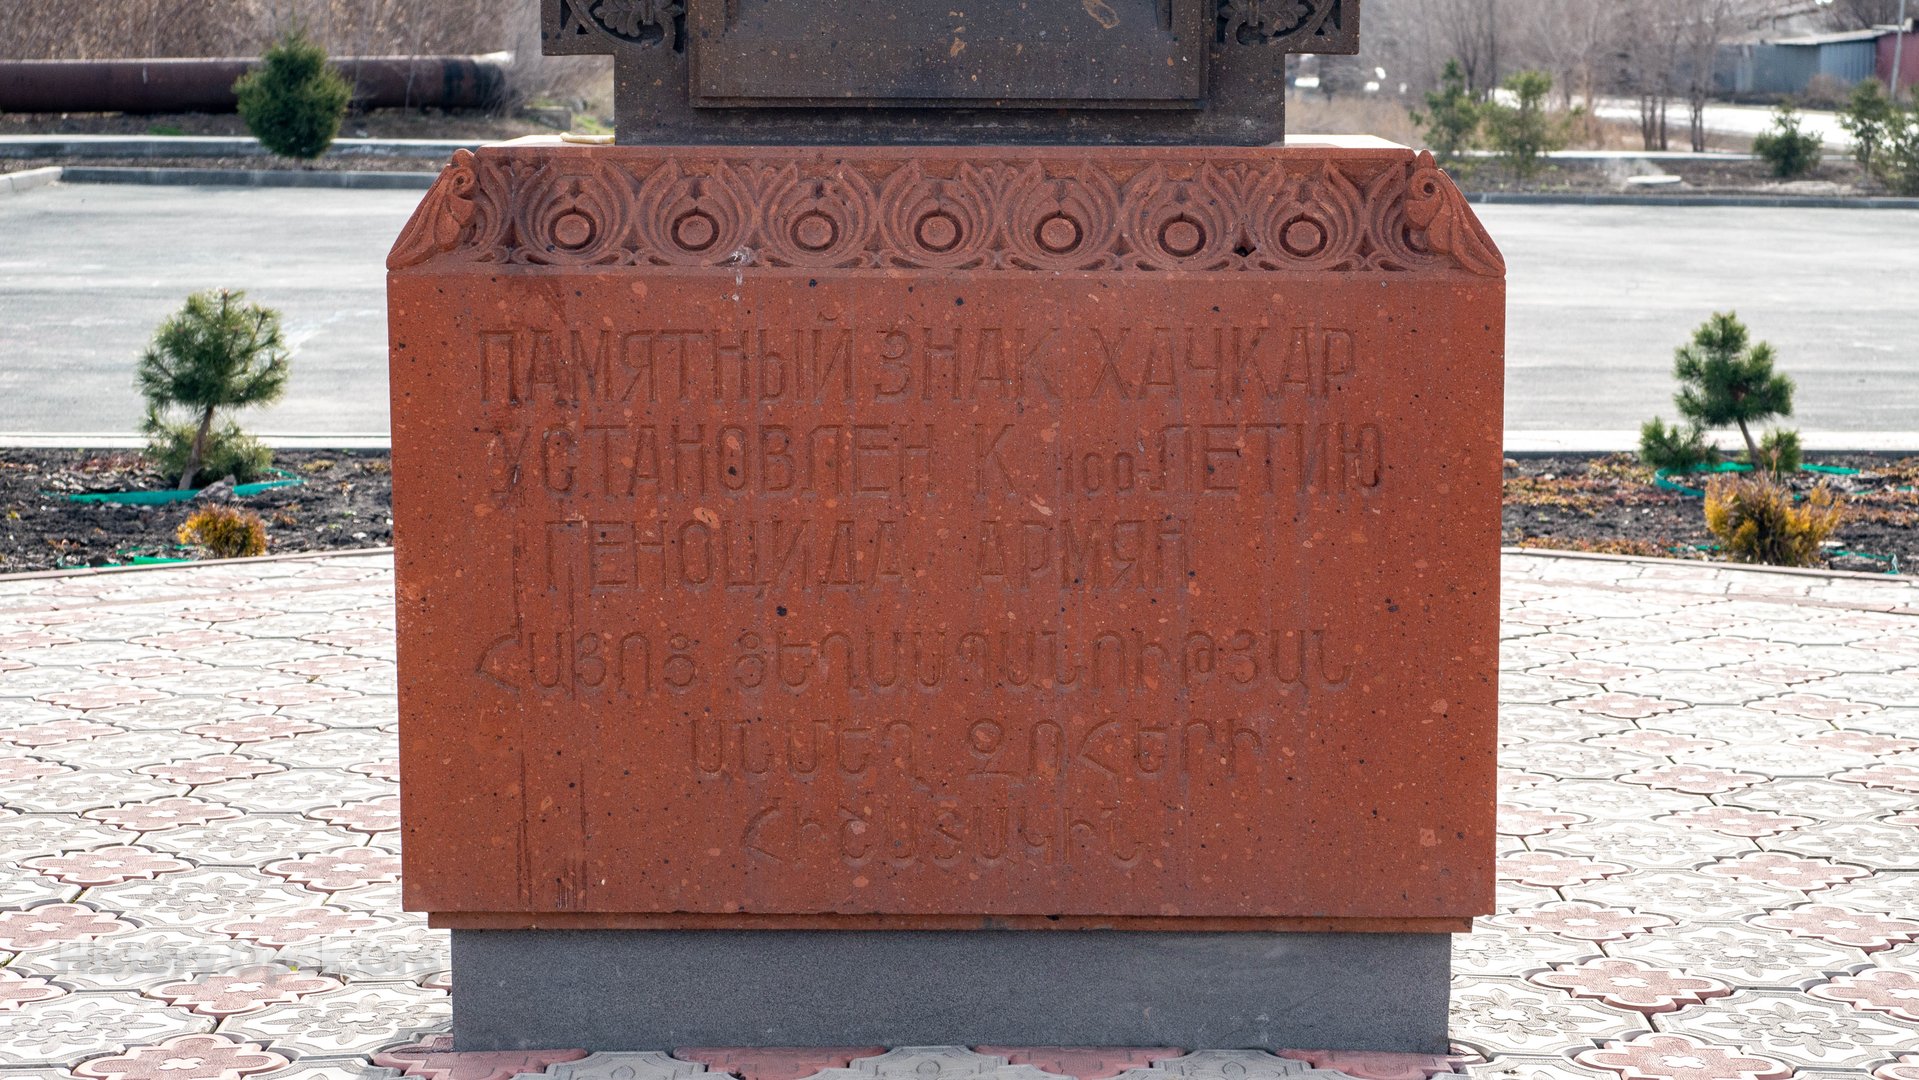 ПАМЯТНЫЙ ЗНАК ХАЧКАР
УСТАНОВЛЕН К 100-ЛЕТИЮ
ГЕНОЦИДА АРМЯН
ՀԱՅՈՑ ՑԵՂԱՍՊԱՆՈՒԹՅԱՆ
ԱՆՄԵՂ ԶՈՀԵՐԻ
ՀԻՇԱՏԱԿԻՆ